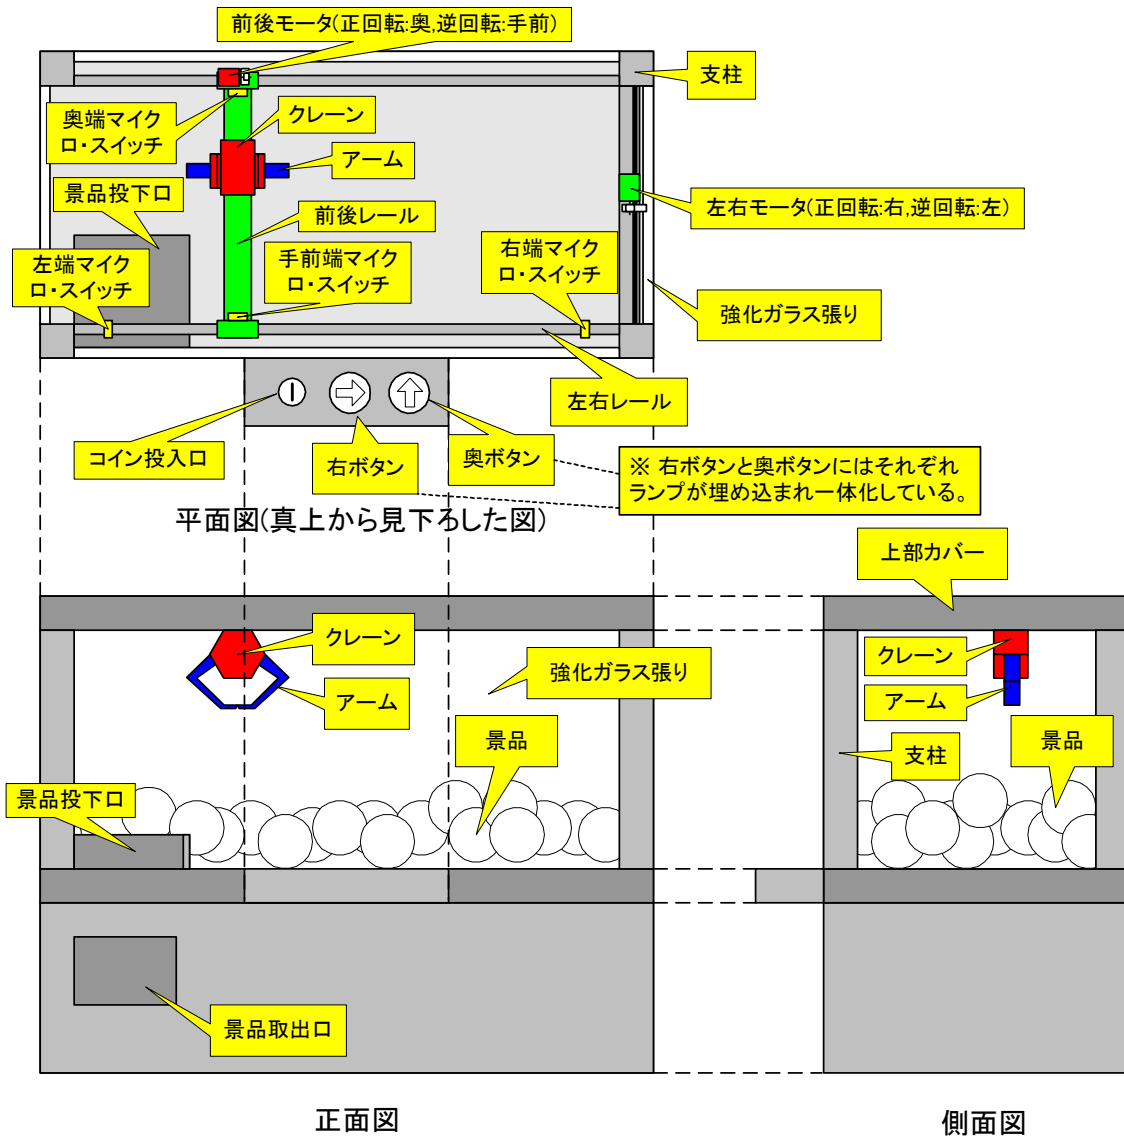 前後モータ(正回転:奥,逆回転:手前)
支柱
奥端マイク
ロ・スイッチ
クレーン
アーム
景品投下口
前後レール
左右モータ(正回転:右,逆回転:左)
左端マイク
ロ・スイッチ
手前端マイク
ロ・スイッチ
右端マイク
ロ・スイッチ
強化ガラス張り
左右レール
コイン投入口
右ボタン
奥ボタン
※ 右ボタンと奥ボタンにはそれぞれ
ランプが埋め込まれ一体化している。
平面図(真上から見下ろした図)
上部カバー
クレーン
強化ガラス張り
アーム
景品
景品投下口
クレーン
アーム
支柱
景品
景品取出口
正面図
側面図